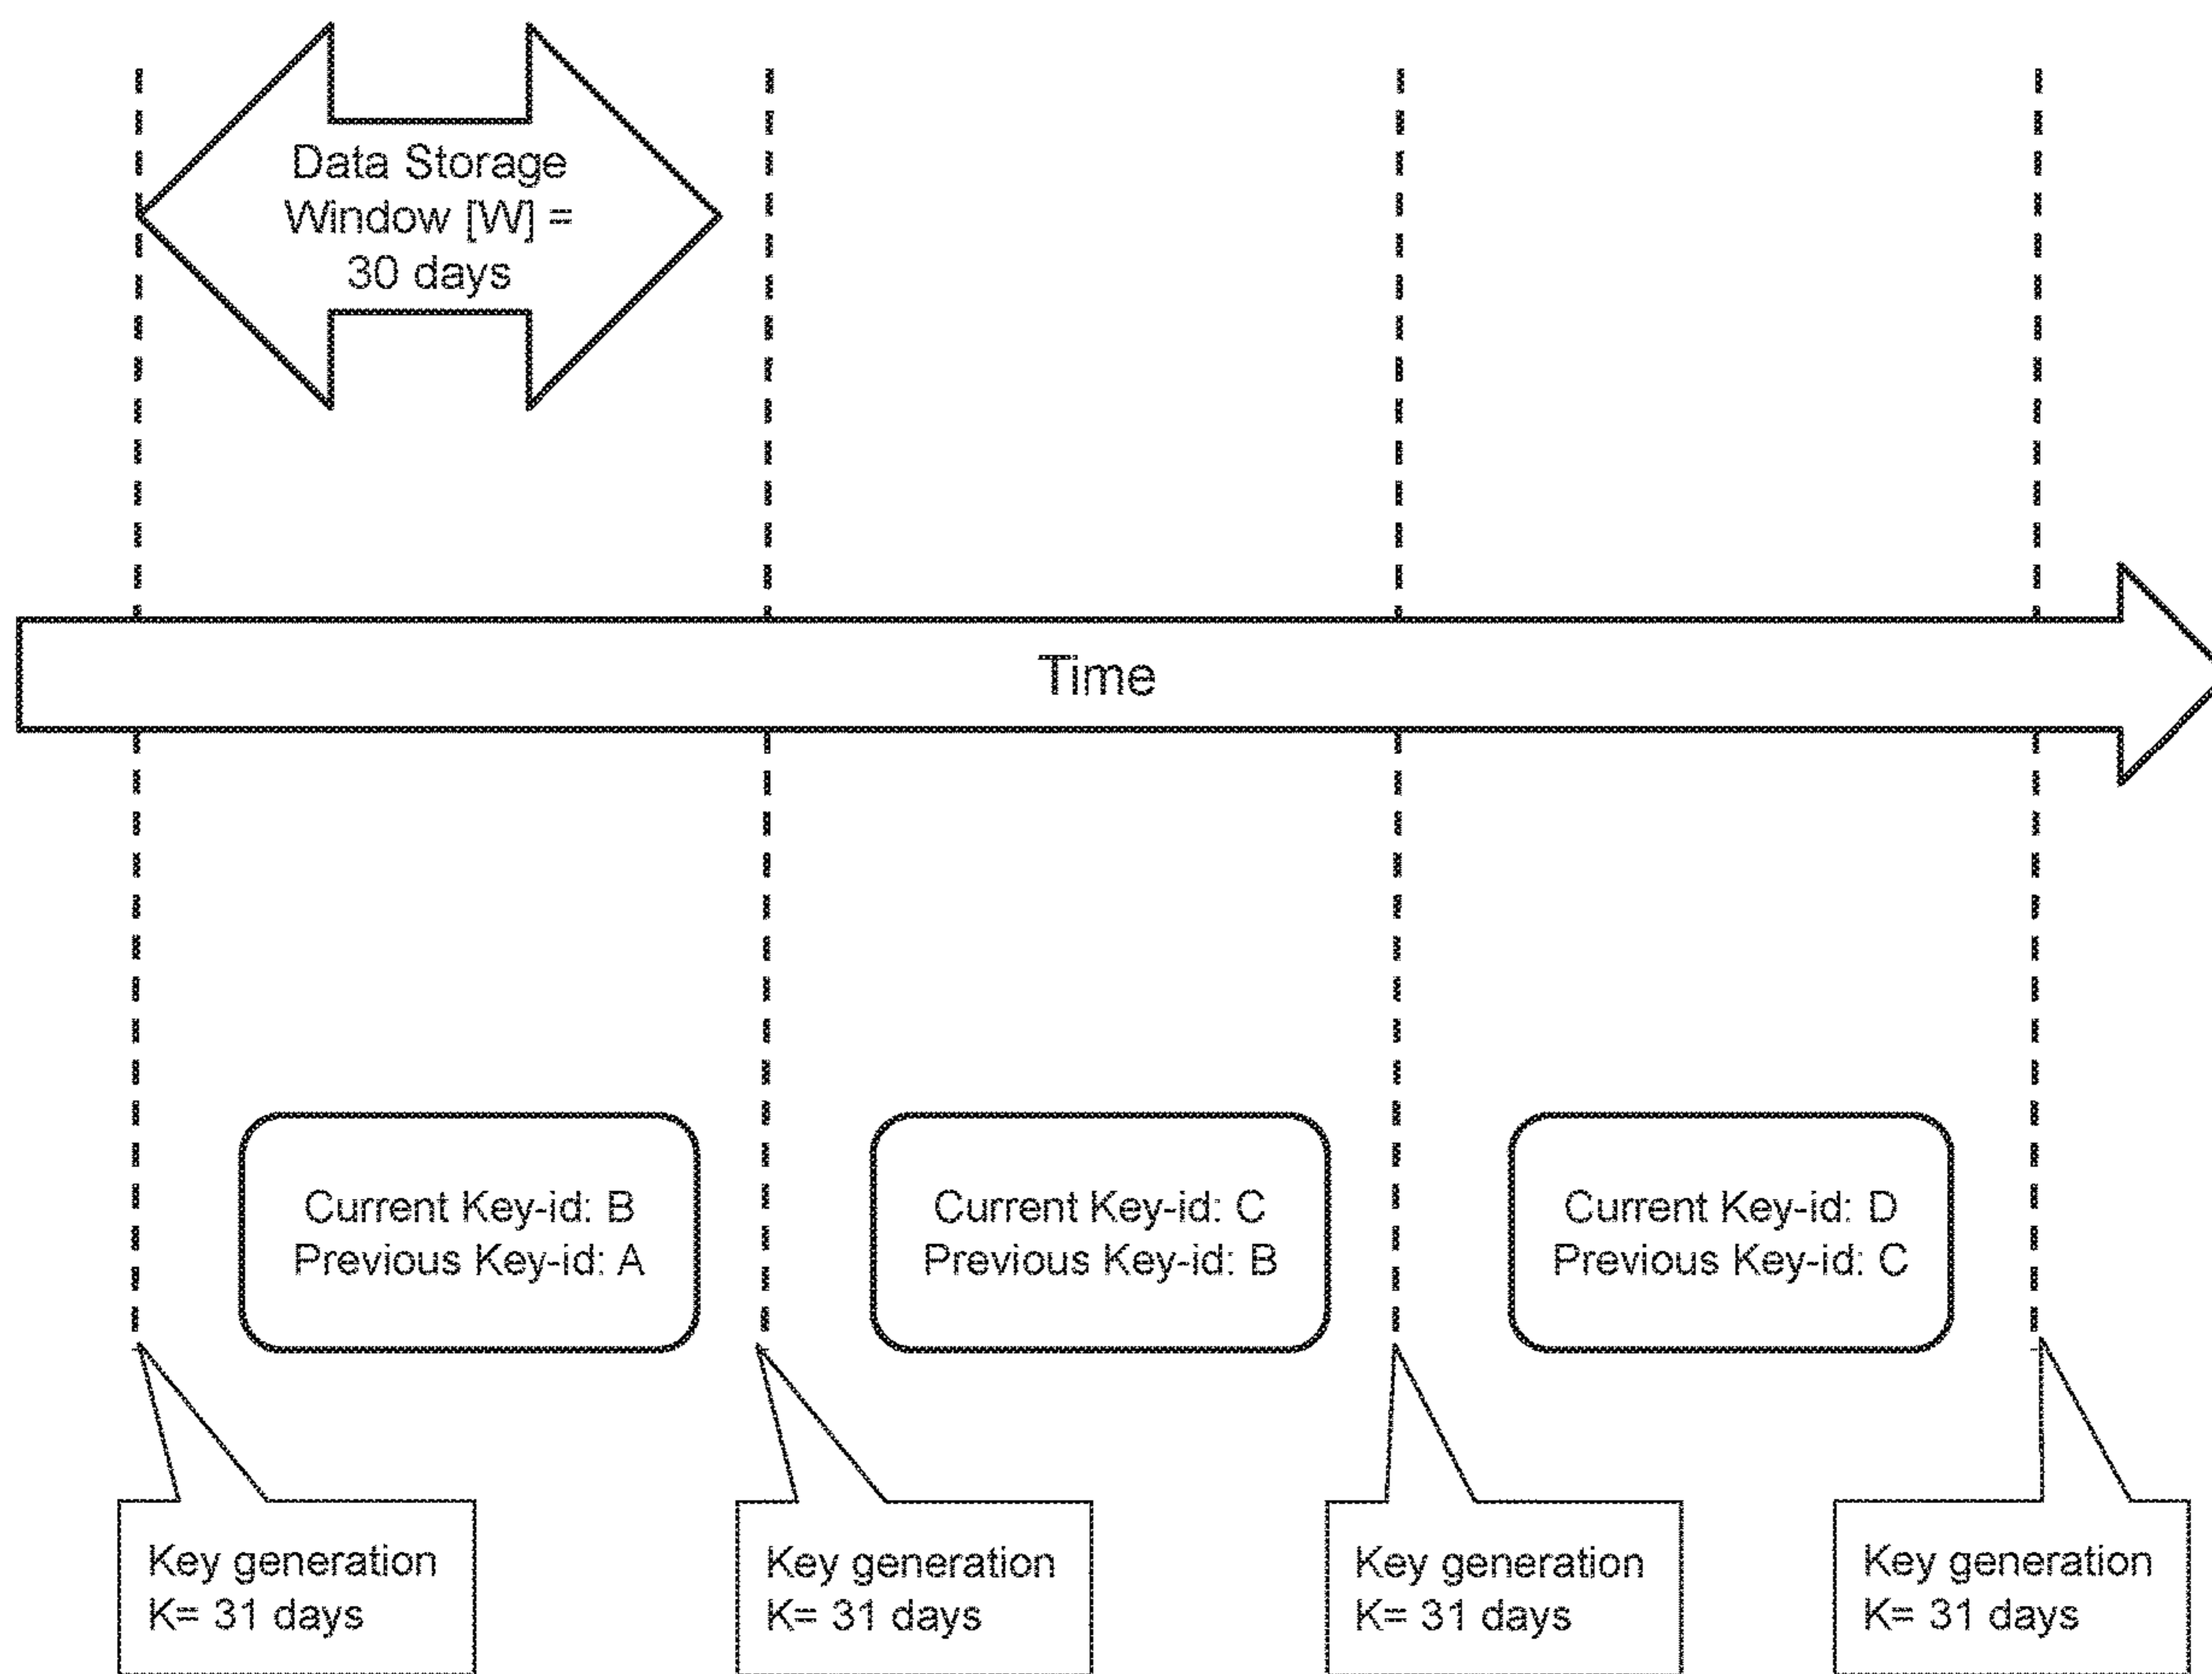 Data Storage
Window [W] =
30 days
Time
Current Key-id: B
Previous Key-id: A
Current Key-id: C
Previous Key-id: B
Current Key-id: D
Previous Key-id: C
Key generation
K= 31 days
Key generation
K= 31 days
Key generation
K= 31 days
Key generation
K= 31 days